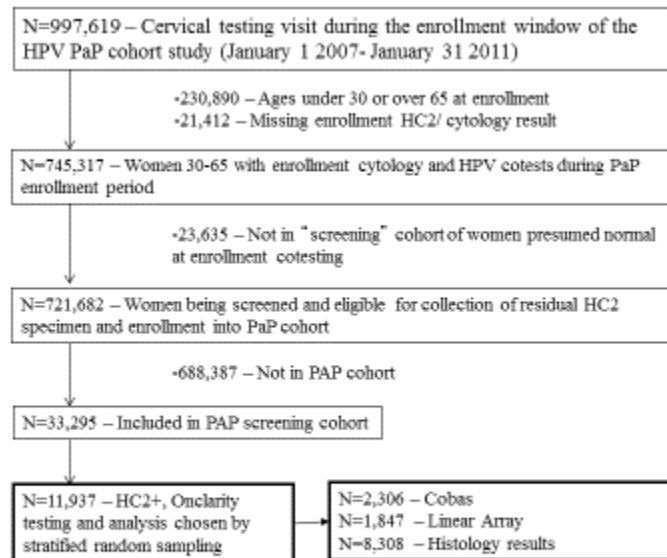 N=997,619 – Cervical testing visit during the enrollment window of the
HPV PaP cohort study (January 1 2007- January 31 2011)
-230,890 – Ages under 30 or over 65 at enrollment
-21,412 – Missing enrollment HC2/ cytology result
N=745,317 – Women 30-65 with enrollment cytology and HPV cotests during PaP
enrollment period
-23,635 – Not in "screening" cohort of women presumed normal
at enrollment cotesting
N=721,682 – Women being screened and eligible for collection of residual HC2
specimen and enrollment into PaP cohort
-688,387 – Not in PAP cohort
N=33,295 – Included in PAP screening cohort
N=11,937 – HC2+, Onclarity
testing and analysis chosen by
stratified random sampling
N=2,306 – Cobas
N=1,847 – Linear Array
N=8,308 – Histology results